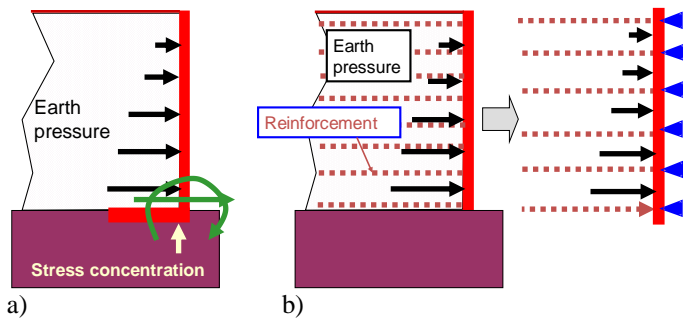 Earth
pressure
Stress concentration
a)
Earth
pressure
Reinforcement
b)